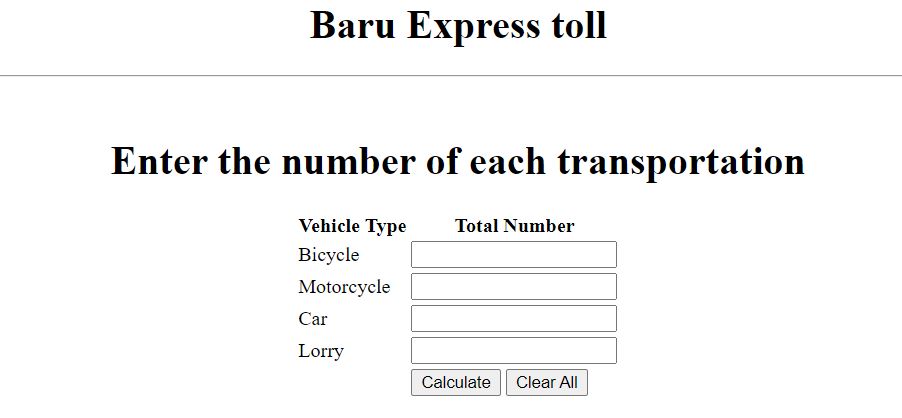 Baru Express toll
Enter the number of each transportation
Vehicle Type Total Number
Bicycle
Motorcycle
Car
Lorry
Calculate Clear All